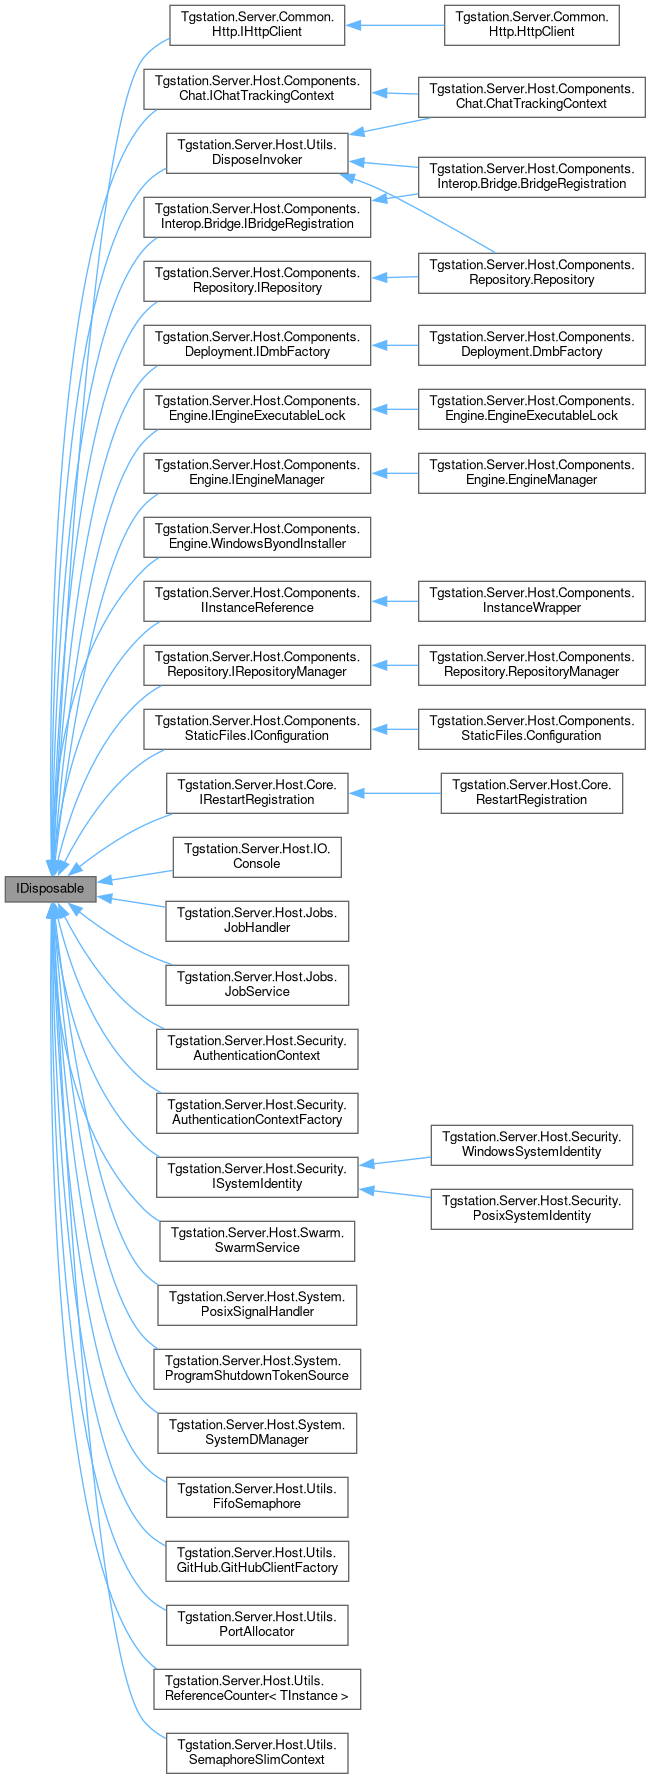 Tgstation.Server.Common.
Http.IHttpClient
Tgstation.Server.Common.
Http.HttpClient
Tgstation.Server.Host.Components.
Chat.IChatTrackingContext
Tgstation.Server.Host.Components.
Chat.ChatTrackingContext
Tgstation.Server.Host.Utils.
DisposeInvoker
Tgstation.Server.Host.Components.
Interop.Bridge.BridgeRegistration
Tgstation.Server.Host.Components.
Interop.Bridge.IBridgeRegistration
Tgstation.Server.Host.Components.
Repository.IRepository
Tgstation.Server.Host.Components.
Repository.Repository
Tgstation.Server.Host.Components.
Deployment.IDmbFactory
Tgstation.Server.Host.Components.
Deployment.DmbFactory
Tgstation.Server.Host.Components.
Engine.IEngineExecutableLock
Tgstation.Server.Host.Components.
Engine.EngineExecutableLock
Tgstation.Server.Host.Components.
Engine.IEngineManager
Tgstation.Server.Host.Components.
Engine.EngineManager
Tgstation.Server.Host.Components.
Engine.WindowsByondInstaller
Tgstation.Server.Host.Components.
IInstanceReference
Tgstation.Server.Host.Components.
InstanceWrapper
Tgstation.Server.Host.Components.
Repository.IRepositoryManager
Tgstation.Server.Host.Components.
Repository.RepositoryManager
Tgstation.Server.Host.Components.
StaticFiles.IConfiguration
Tgstation.Server.Host.Components.
StaticFiles.Configuration
Tgstation.Server.Host.Core.
IRestartRegistration
Tgstation.Server.Host.Core.
RestartRegistration
Tgstation.Server.Host.IO.
Console
IDisposable
Tgstation.Server.Host.Jobs.
JobHandler
Tgstation.Server.Host.Jobs.
JobService
Tgstation.Server.Host.Security.
AuthenticationContext
Tgstation.Server.Host.Security.
AuthenticationContextFactory
Tgstation.Server.Host.Security.
ISystemIdentity
Tgstation.Server.Host.Security.
WindowsSystemIdentity
Tgstation.Server.Host.Security.
PosixSystemIdentity
Tgstation.Server.Host.Swarm.
SwarmService
Tgstation.Server.Host.System.
PosixSignalHandler
Tgstation.Server.Host.System.
ProgramShutdownTokenSource
Tgstation.Server.Host.System.
SystemDManager
Tgstation.Server.Host.Utils.
FifoSemaphore
Tgstation.Server.Host.Utils.
GitHub.GitHubClientFactory
Tgstation.Server.Host.Utils.
PortAllocator
Tgstation.Server.Host.Utils.
ReferenceCounter< TInstance >
Tgstation.Server.Host.Utils.
SemaphoreSlimContext